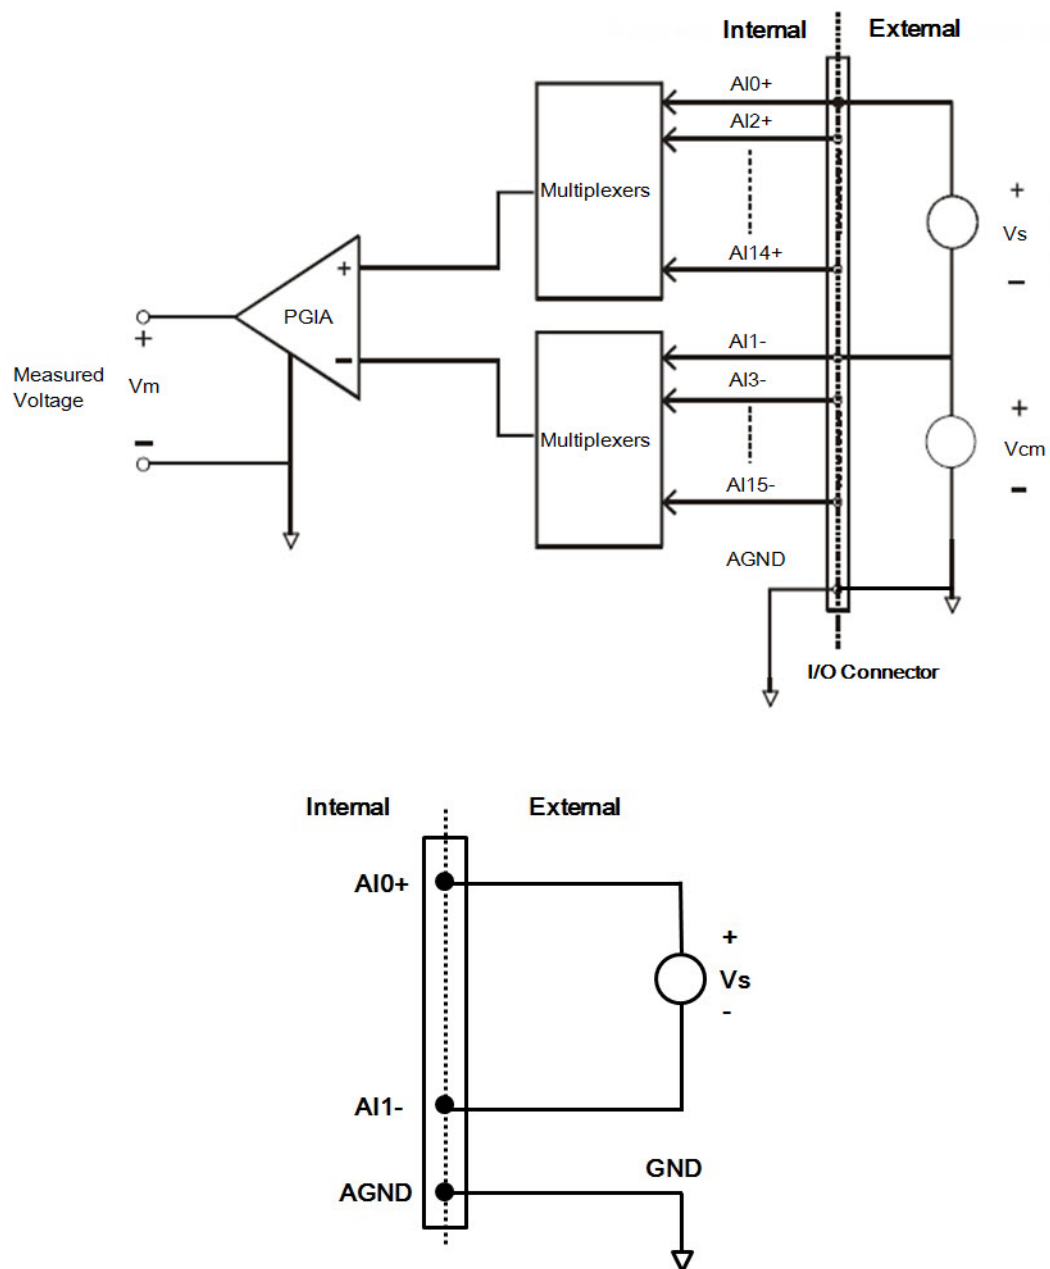 Internal External
AI0+
AI2+
Multiplexers
+
Vs
-
AI14+
+
PGIA
-
AI1-
+
Measured
Voltage
Vm
-
AI3-
+
Multiplexers
Vcm
-
AI15-
AGND
I/O Connector
Internal External
AI0+
+
Vs
-
AI1-
GND
AGND